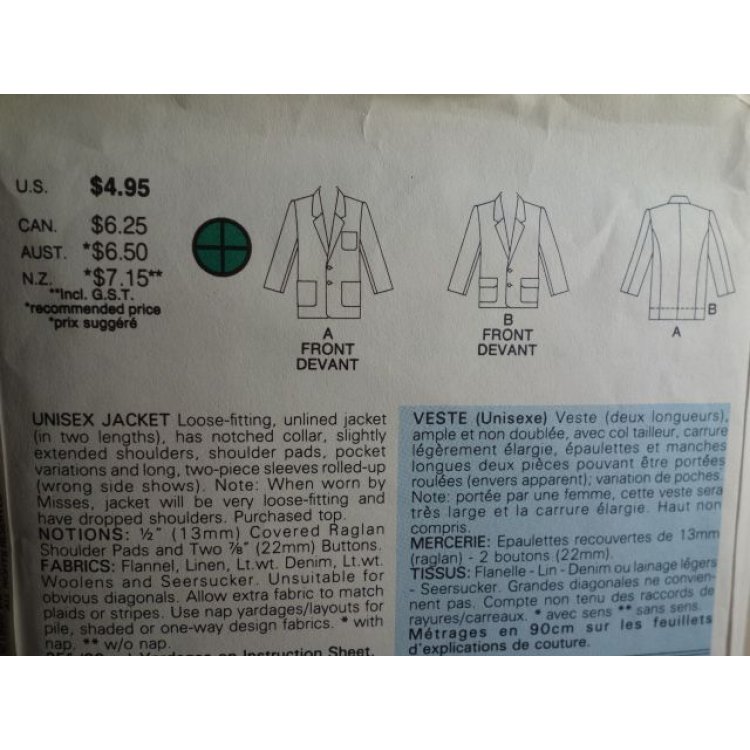 U.S. $4.95
CAN. $6.25
AUST. *$6.50
N.Z. *$7.15**
**Incl. G.S.T.
*recommended price
*prix suggéré
A
FRONT
DEVANT
B
FRONT
DEVANT
B
A
UNISEX JACKET Loose-fitting, unlined jacket
(in two lengths), has notched collar, slightly
extended shoulders, shoulder pads, pocket
variations and long, two-piece sleeves rolled-up
(wrong side shows). Note: When worn by
Misses, jacket will be very loose-fitting and
have dropped shoulders. Purchased top.
NOTIONS: ½" (13mm) Covered Raglan
Shoulder Pads and Two ⅞" (22mm) Buttons.
FABRICS: Flannel, Linen, Lt.wt. Denim, Lt.wt.
Woolens and Seersucker. Unsuitable for
obvious diagonals. Allow extra fabric to match
plaids or stripes. Use nap yardages/layouts for
pile, shaded or one-way design fabrics. * with
nap. ** w/o nap.
on Instruction Sheet.
VESTE (Unisexe) Veste (deux longueurs),
ample et non doublée, avec col tailleur, carrure
légèrement élargie, épaulettes et manches
longues deux pièces pouvant être portées
roulées (envers apparent); variation de poches.
Note: portée par une femme, cette veste sera
très large et la carrure élargie. Haut non
compris.
MERCERIE: Epaulettes recouvertes de 13mm
(raglan) - 2 boutons (22mm).
TISSUS: Flanelle - Lin - Denim ou lainage légers
- Seersucker. Grandes diagonales ne convien-
nent pas. Compte non tenu des raccords de
rayures/carreaux. * avec sens ** sans sens.
Métrages en 90cm sur les feuillets
d'explications de couture.